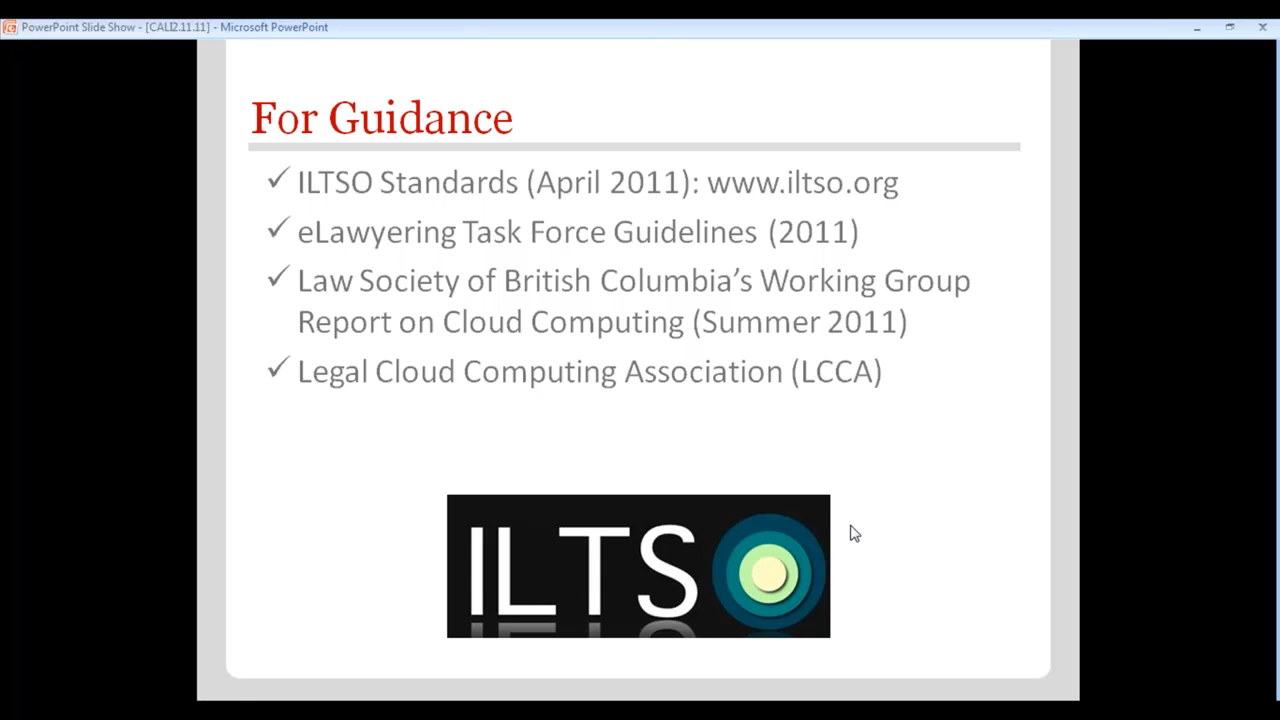 PowerPoint Slide Show - [CALI2.11.11] - Microsoft PowerPoint
For Guidance
✓ ILTSO Standards (April 2011): www.iltso.org
✓ eLawyering Task Force Guidelines (2011)
✓ Law Society of British Columbia’s Working Group
Report on Cloud Computing (Summer 2011)
✓ Legal Cloud Computing Association (LCCA)
ILTSO